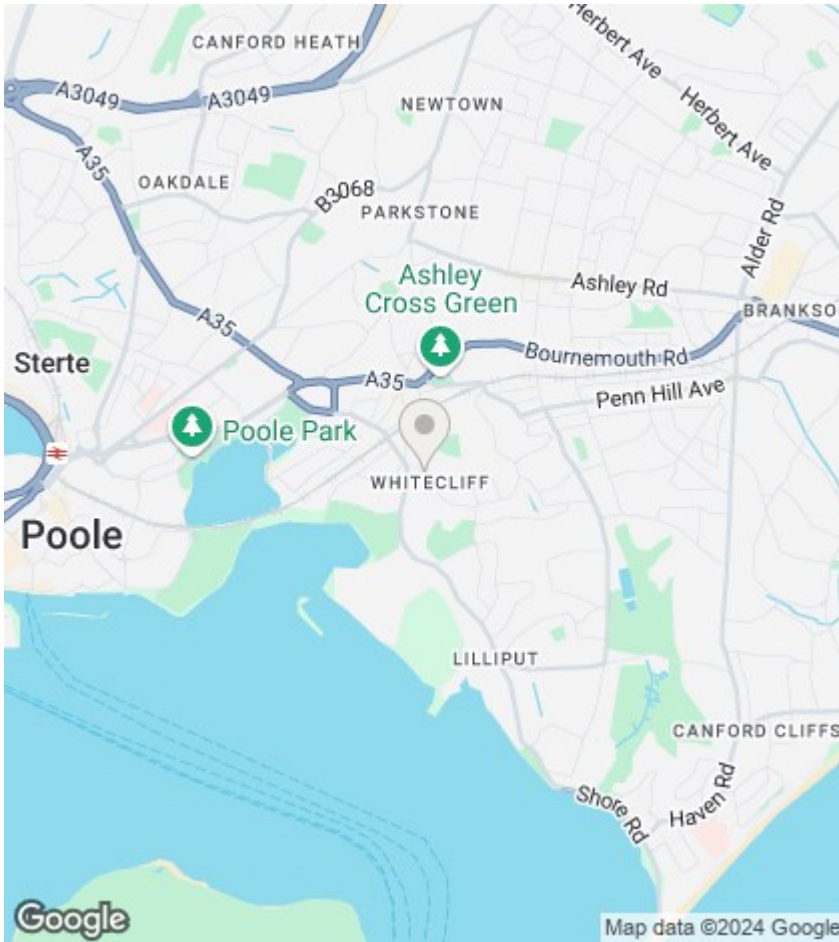 CANFORD HEATH
Herbert Ave
A3049
A3049
Herbert Ave
NEWTOWN
A35
OAKDALE
B3068
PARKSTONE
Alder Rd
Ashley
Cross Green
Ashley Rd
BRANKSO
A35
Bournemouth Rd
Sterte
A35
Penn Hill Ave
Poole Park
WHITECLIFF
Poole
LILLIPUT
CANFORD CLIFFS
Shore Rd
Haven Rd
Google
Map data ©2024 Google